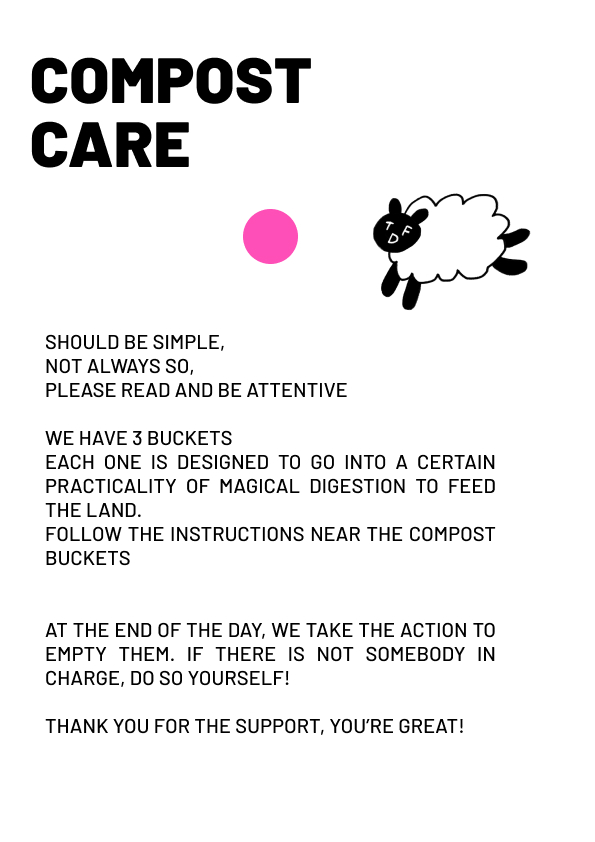 COMPOST
CARE
T F
D
SHOULD BE SIMPLE,
NOT ALWAYS SO,
PLEASE READ AND BE ATTENTIVE
WE HAVE 3 BUCKETS
EACH ONE IS DESIGNED TO GO INTO A CERTAIN
PRACTICALITY OF MAGICAL DIGESTION TO FEED
THE LAND.
FOLLOW THE INSTRUCTIONS NEAR THE COMPOST
BUCKETS
AT THE END OF THE DAY, WE TAKE THE ACTION TO
EMPTY THEM. IF THERE IS NOT SOMEBODY IN
CHARGE, DO SO YOURSELF!
THANK YOU FOR THE SUPPORT, YOU’RE GREAT!